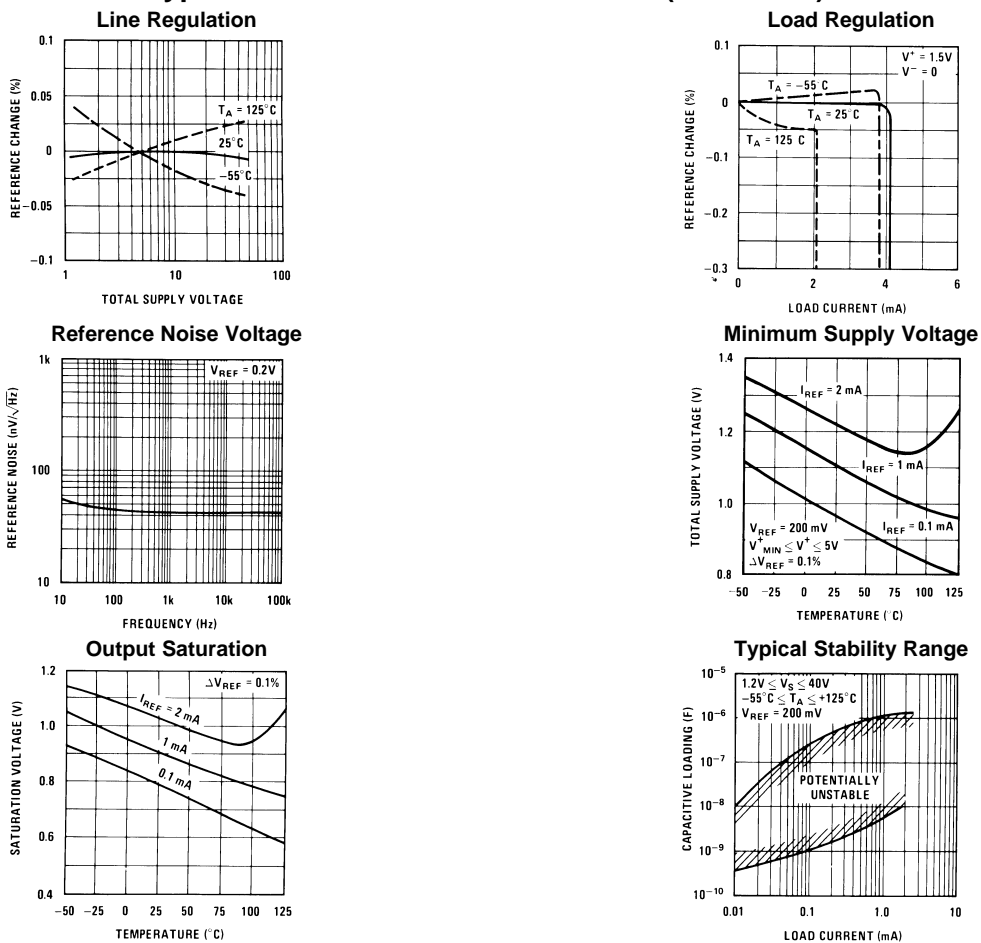 Line Regulation
0.1
0.05
0
−0.05
−0.1
REFERENCE CHANGE (%)
T_A = 125°C
25°C
−55°C
1
10
100
TOTAL SUPPLY VOLTAGE
Load Regulation
0.1
0
−0.1
−0.2
−0.3
REFERENCE CHANGE (%)
V⁺ = 1.5V
V⁻ = 0
T_A = −55 C
T_A = 25°C
T_A = 125 C
0
2
4
6
LOAD CURRENT (mA)
Reference Noise Voltage
1k
100
10
REFERENCE NOISE (nV/√Hz)
V_REF = 0.2V
10
100
1k
10k
100k
FREQUENCY (Hz)
Minimum Supply Voltage
1.4
1.2
1.0
0.8
TOTAL SUPPLY VOLTAGE (V)
I_REF = 2 mA
I_REF = 1 mA
I_REF = 0.1 mA
V_REF = 200 mV
V⁺_MIN ≤ V⁺ ≤ 5V
△V_REF = 0.1%
−50
−25
0
25
50
75
100
125
TEMPERATURE (°C)
Output Saturation
1.2
1.0
0.8
0.6
0.4
SATURATION VOLTAGE (V)
△V_REF = 0.1%
I_REF = 2 mA
1 mA
0.1 mA
−50
−25
0
25
50
75
100
125
TEMPERATURE (°C)
Typical Stability Range
10⁻⁵
10⁻⁶
10⁻⁷
10⁻⁸
10⁻⁹
10⁻¹⁰
CAPACITIVE LOADING (F)
1.2V ≤ V_S ≤ 40V
−55°C ≤ T_A ≤ +125°C
V_REF = 200 mV
POTENTIALLY
UNSTABLE
0.01
0.1
1.0
10
LOAD CURRENT (mA)